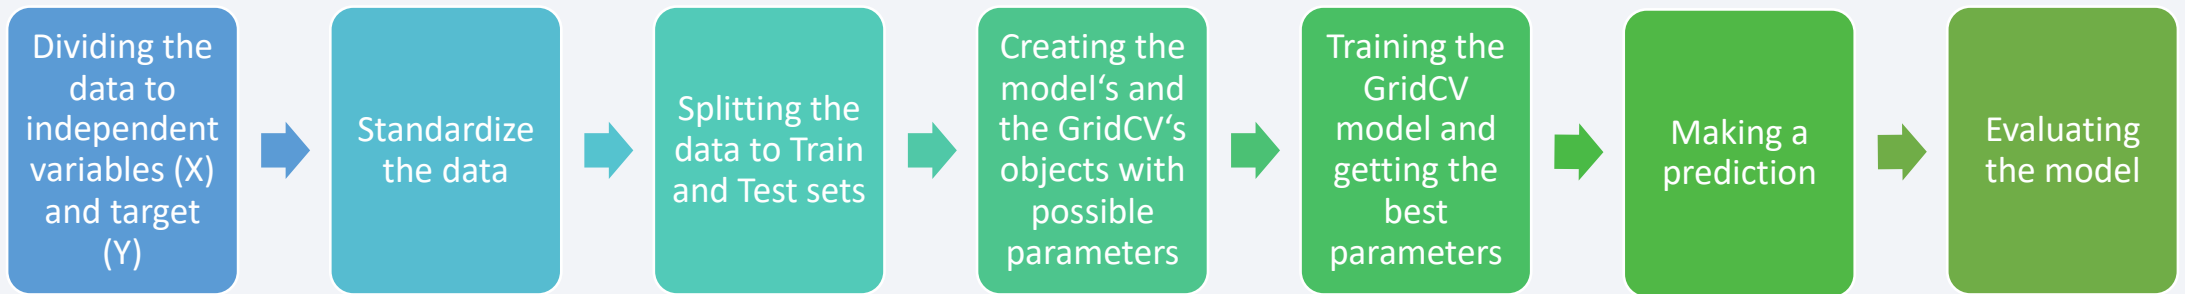 Dividing the
data to
independent
variables (X)
and target
(Y)
Standardize
the data
Splitting the
data to Train
and Test sets
Creating the
model‘s and
the GridCV‘s
objects with
possible
parameters
Training the
GridCV
model and
getting the
best
parameters
Making a
prediction
Evaluating
the model